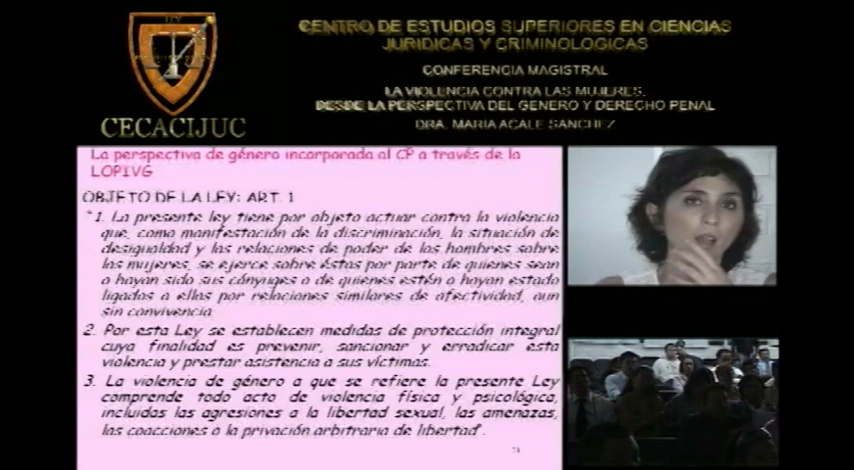 CENTRO DE ESTUDIOS SUPERIORES EN CIENCIAS
JURIDICAS Y CRIMINOLOGICAS
CONFERENCIA MAGISTRAL
LA VIOLENCIA CONTRA LAS MUJERES.
DESDE LA PERSPECTIVA DEL GENERO Y DERECHO PENAL
DRA. MARIA ACALE SANCHEZ
CECACIJUC
La perspectiva de género incorporada al CP a través de la
LOPIVG
OBJETO DE LA LEY: ART. 1
"1. La presente ley tiene por objeto actuar contra la violencia
que, como manifestación de la discriminación, la situación de
desigualdad y las relaciones de poder de los hombres sobre
las mujeres, se ejerce sobre éstas por parte de quienes sean
o hayan sido sus cónyuges o de quienes estén o hayan estado
ligados a ellas por relaciones similares de afectividad, aun
sin convivencia
2. Por esta Ley se establecen medidas de protección integral
cuya finalidad es prevenir, sancionar y erradicar esta
violencia y prestar asistencia a sus víctimas.
3. La violencia de género a que se refiere la presente Ley
comprende todo acto de violencia física y psicológica,
incluidas las agresiones a la libertad sexual, las amenazas,
las coacciones o la privación arbitraria de libertad".